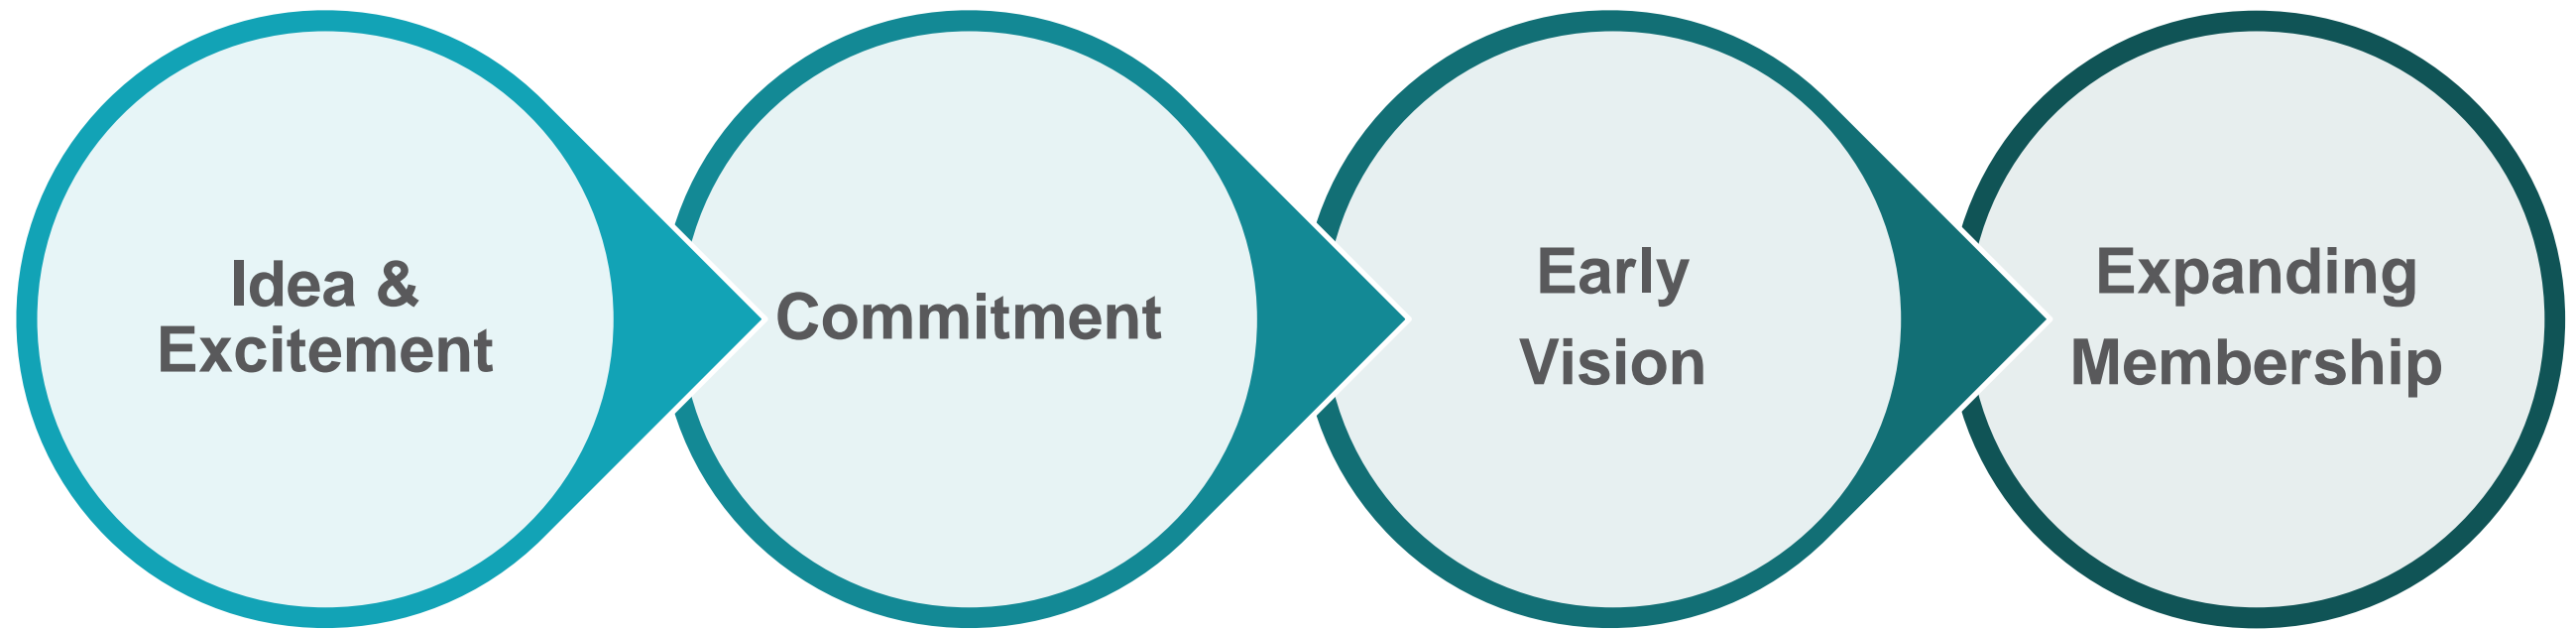 Idea &
Excitement
Commitment
Early
Vision
Expanding
Membership